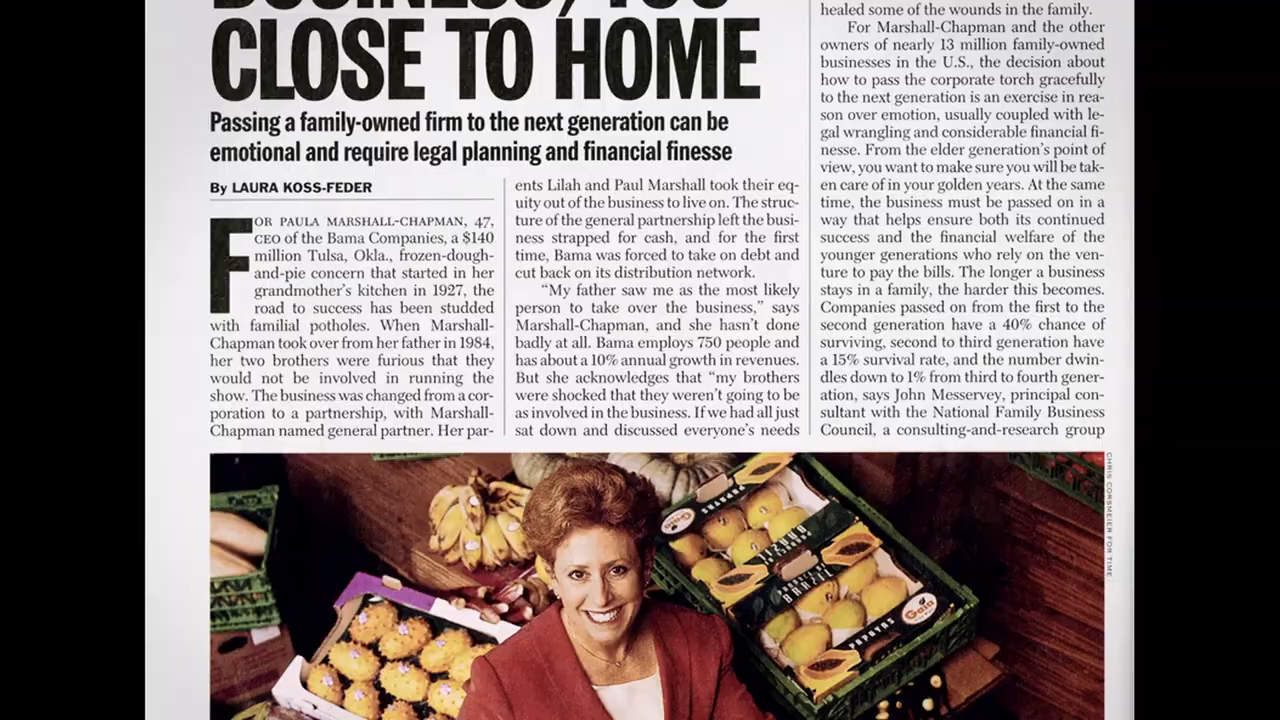 BUSINESS, TOO
CLOSE TO HOME
Passing a family-owned firm to the next generation can be
emotional and require legal planning and financial finesse
By LAURA KOSS-FEDER
FOR PAULA MARSHALL-CHAPMAN, 47,
CEO of the Bama Companies, a $140
million Tulsa, Okla., frozen-dough-
and-pie concern that started in her
grandmother's kitchen in 1927, the
road to success has been studded
with familial potholes. When Marshall-
Chapman took over from her father in 1984,
her two brothers were furious that they
would not be involved in running the
show. The business was changed from a cor-
poration to a partnership, with Marshall-
Chapman named general partner. Her par-
ents Lilah and Paul Marshall took their eq-
uity out of the business to live on. The struc-
ture of the general partnership left the busi-
ness strapped for cash, and for the first
time, Bama was forced to take on debt and
cut back on its distribution network.
“My father saw me as the most likely
person to take over the business,” says
Marshall-Chapman, and she hasn't done
badly at all. Bama employs 750 people and
has about a 10% annual growth in revenues.
But she acknowledges that “my brothers
were shocked that they weren't going to be
as involved in the business. If we had all just
sat down and discussed everyone's needs
healed some of the wounds in the family.
For Marshall-Chapman and the other
owners of nearly 13 million family-owned
businesses in the U.S., the decision about
how to pass the corporate torch gracefully
to the next generation is an exercise in rea-
son over emotion, usually coupled with le-
gal wrangling and considerable financial fi-
nesse. From the elder generation's point of
view, you want to make sure you will be tak-
en care of in your golden years. At the same
time, the business must be passed on in a
way that helps ensure both its continued
success and the financial welfare of the
younger generations who rely on the ven-
ture to pay the bills. The longer a business
stays in a family, the harder this becomes.
Companies passed on from the first to the
second generation have a 40% chance of
surviving, second to third generation have
a 15% survival rate, and the number dwin-
dles down to 1% from third to fourth gener-
ation, says John Messervey, principal con-
sultant with the National Family Business
Council, a consulting-and-research group
CHRIS CORSMEIER FOR TIME
PAPAYAS
Gaia
BRAZIL
Gaia
PAPAYAS